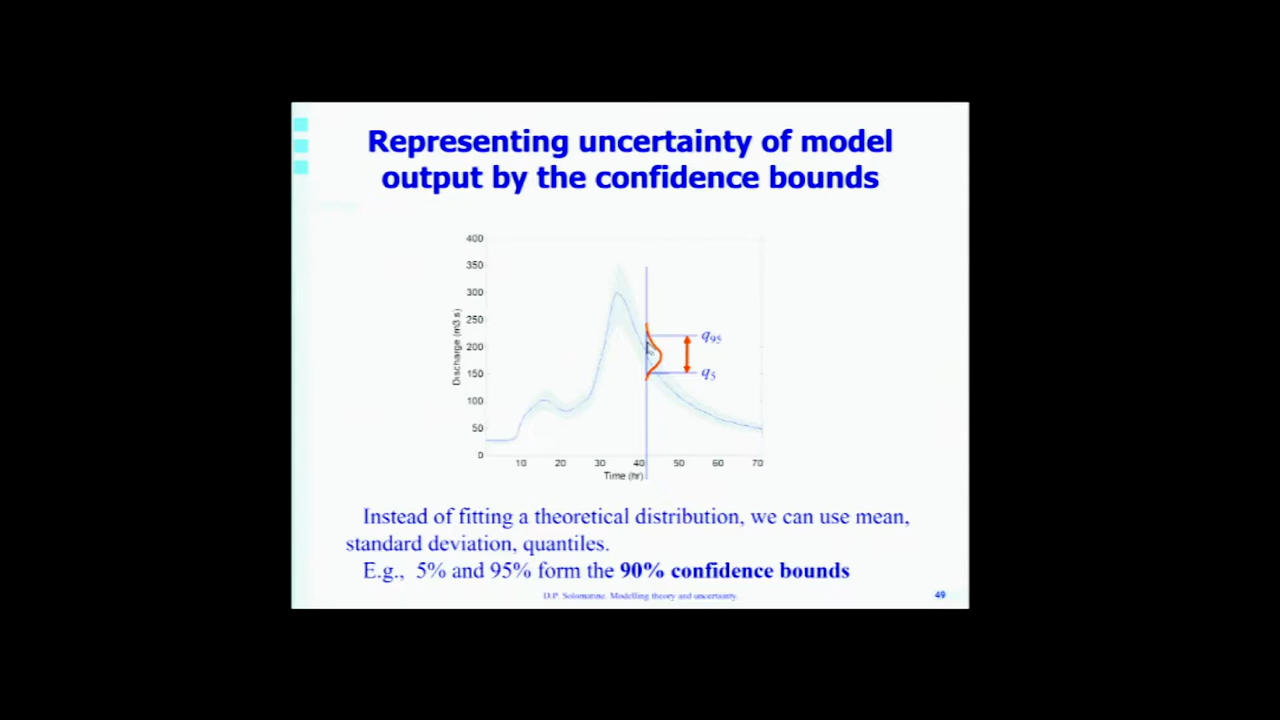 Representing uncertainty of model
output by the confidence bounds
400
350
300
250
200
150
100
50
0
Discharge (m3 s)
q95
q5
10 20 30 40 50 60 70
Time (hr)
Instead of fitting a theoretical distribution, we can use mean,
standard deviation, quantiles.
E.g., 5% and 95% form the 90% confidence bounds
D.P. Solomatine. Modelling theory and uncertainty.
49